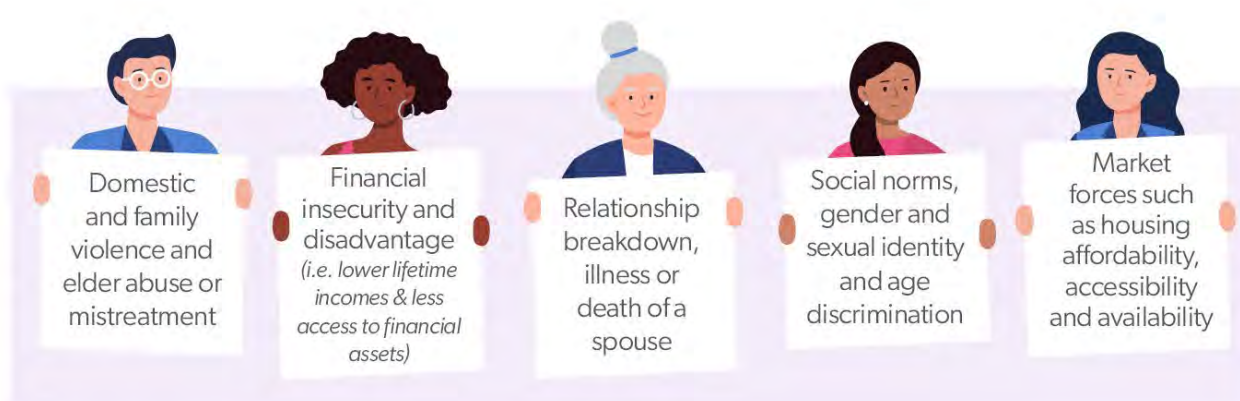 Domestic
and family
violence and
elder abuse or
mistreatment
Financial
insecurity and
disadvantage
(i.e. lower lifetime
incomes & less
access to financial
assets)
Relationship
breakdown,
illness or
death of a
spouse
Social norms,
gender and
sexual identity
and age
discrimination
Market
forces such
as housing
affordability,
accessibility
and availability